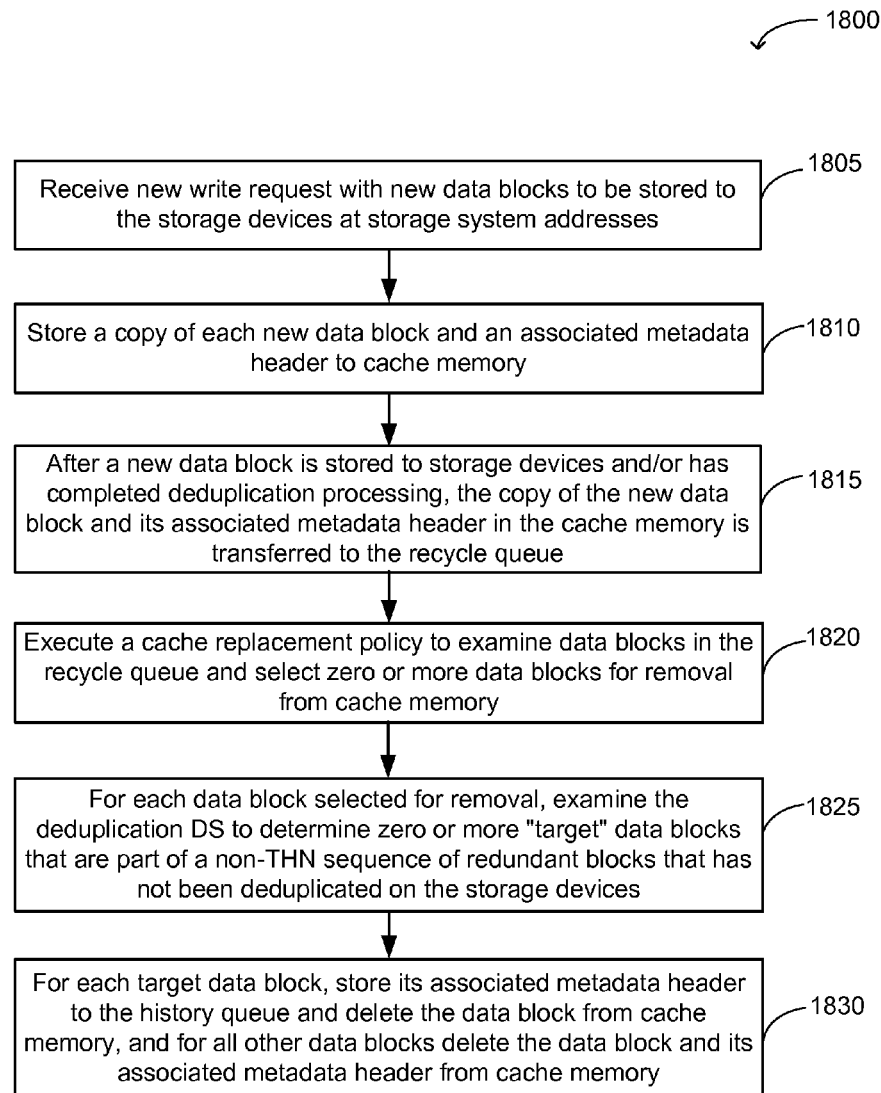 1800
Receive new write request with new data blocks to be stored to
the storage devices at storage system addresses
1805
Store a copy of each new data block and an associated metadata
header to cache memory
1810
After a new data block is stored to storage devices and/or has
completed deduplication processing, the copy of the new data
block and its associated metadata header in the cache memory is
transferred to the recycle queue
1815
Execute a cache replacement policy to examine data blocks in the
recycle queue and select zero or more data blocks for removal
from cache memory
1820
For each data block selected for removal, examine the
deduplication DS to determine zero or more "target" data blocks
that are part of a non-THN sequence of redundant blocks that has
not been deduplicated on the storage devices
1825
For each target data block, store its associated metadata header
to the history queue and delete the data block from cache
memory, and for all other data blocks delete the data block and its
associated metadata header from cache memory
1830